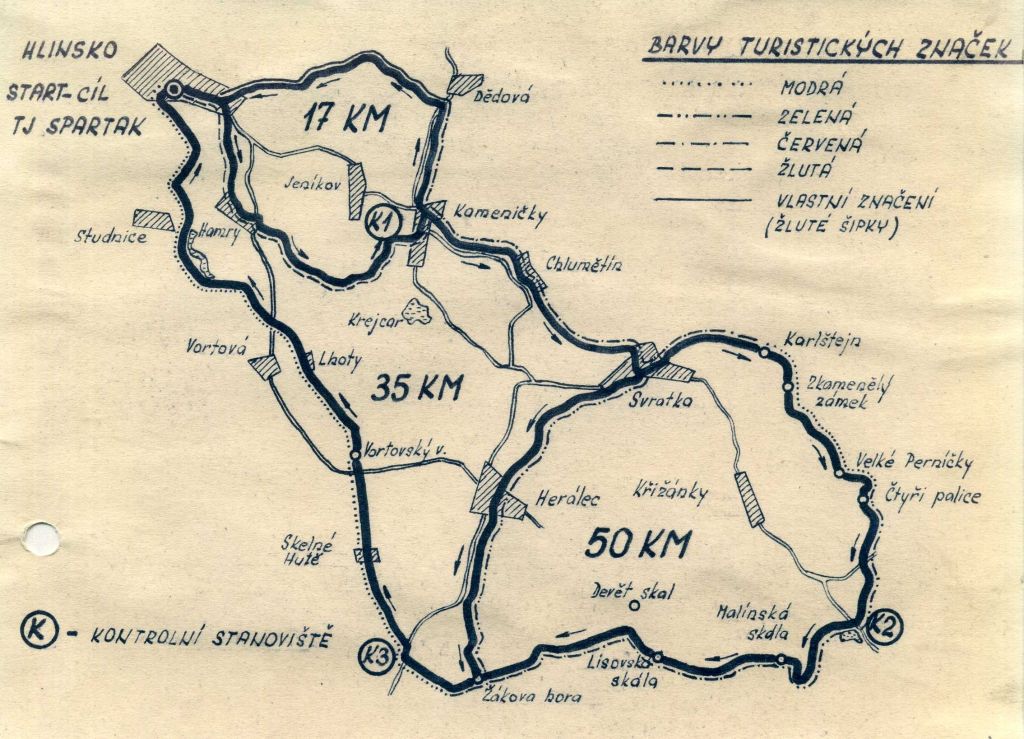 HLINSKO
START-CÍL
TJ SPARTAK
BARVY TURISTICKÝCH ZNAČEK
MODRÁ
ZELENÁ
ČERVENÁ
ŽLUTÁ
VLASTNÍ ZNAČENÍ
(ŽLUTÉ ŠIPKY)
Dědová
17 KM
Jeníkov
K1
Kameničky
Studnice
Hamry
Chlumětín
Krejcar
Vortová
Lhoty
35 KM
Karlštejn
Zkamenělý
zámek
Svratka
Vortovský v.
Velké Perničky
Čtyři palice
Herálec
Křižánky
Skelné
Hutě
50 KM
Devět skal
Malínská
skála
K2
K - KONTROLNÍ STANOVIŠTĚ
K3
Lisovská
skála
Žákova hora